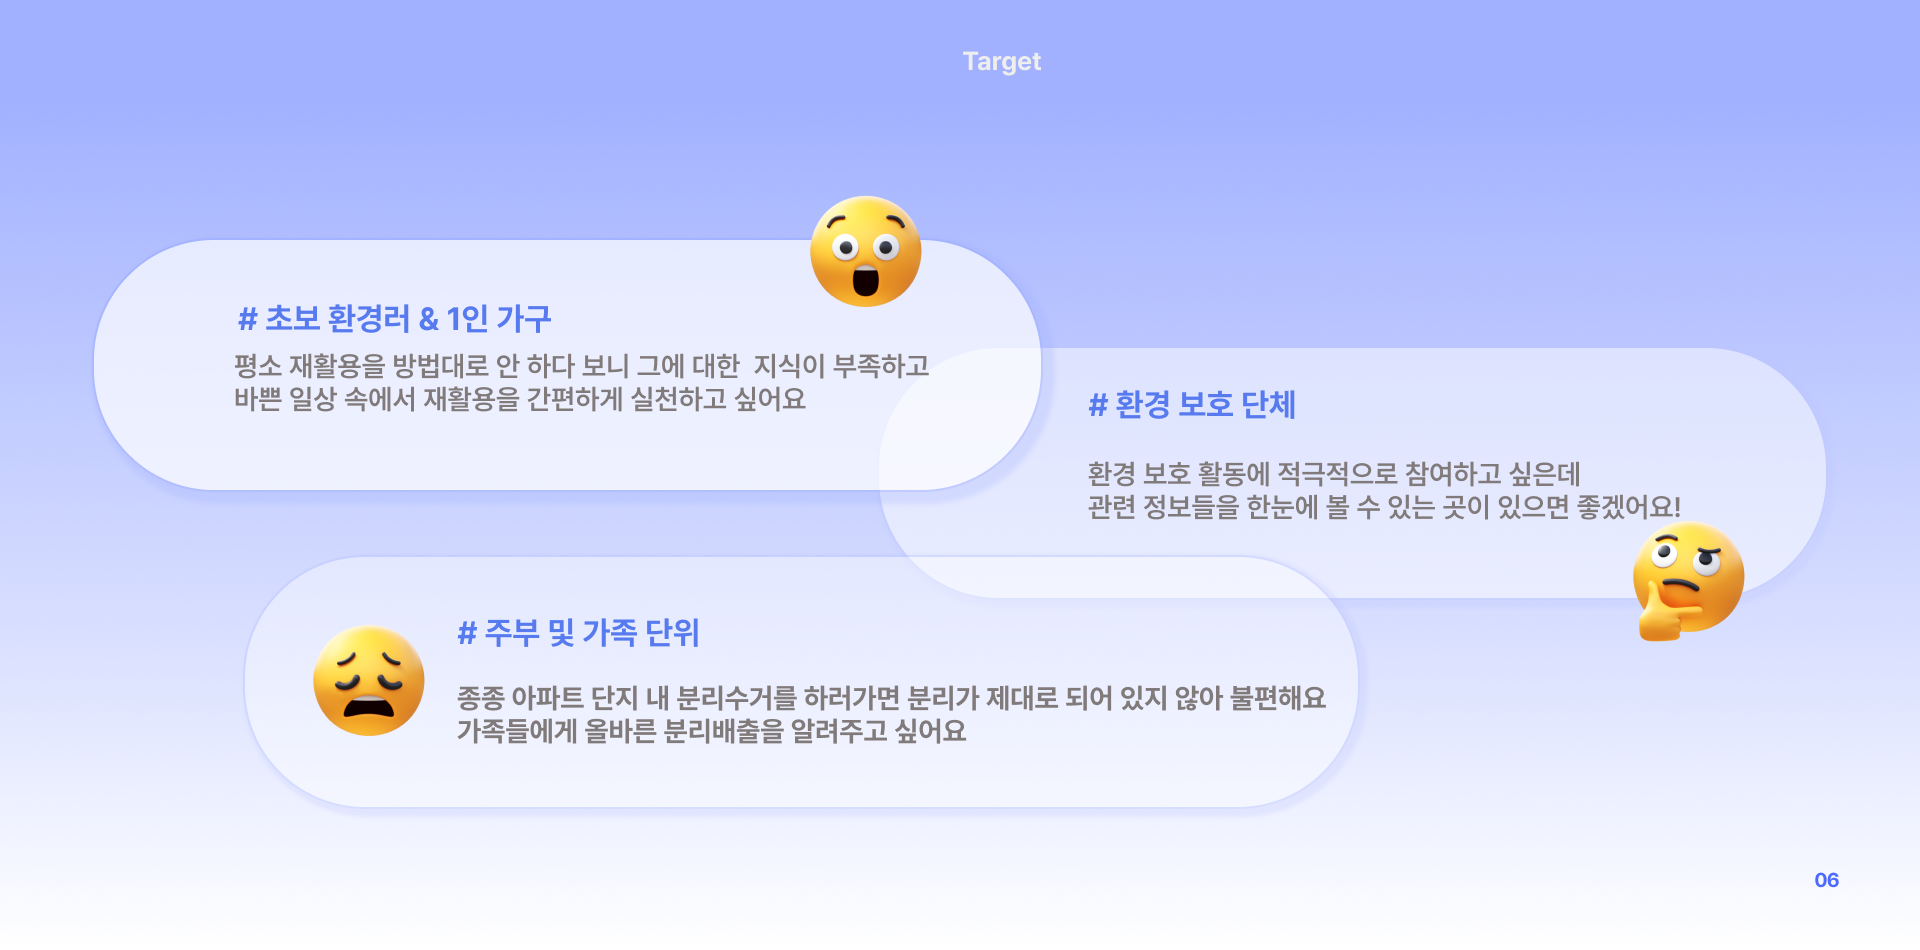 Target
# 초보 환경러 & 1인 가구
평소 재활용을 방법대로 안 하다 보니 그에 대한  지식이 부족하고
바쁜 일상 속에서 재활용을 간편하게 실천하고 싶어요
# 환경 보호 단체
환경 보호 활동에 적극적으로 참여하고 싶은데
관련 정보들을 한눈에 볼 수 있는 곳이 있으면 좋겠어요!
# 주부 및 가족 단위
종종 아파트 단지 내 분리수거를 하러가면 분리가 제대로 되어 있지 않아 불편해요
가족들에게 올바른 분리배출을 알려주고 싶어요
06